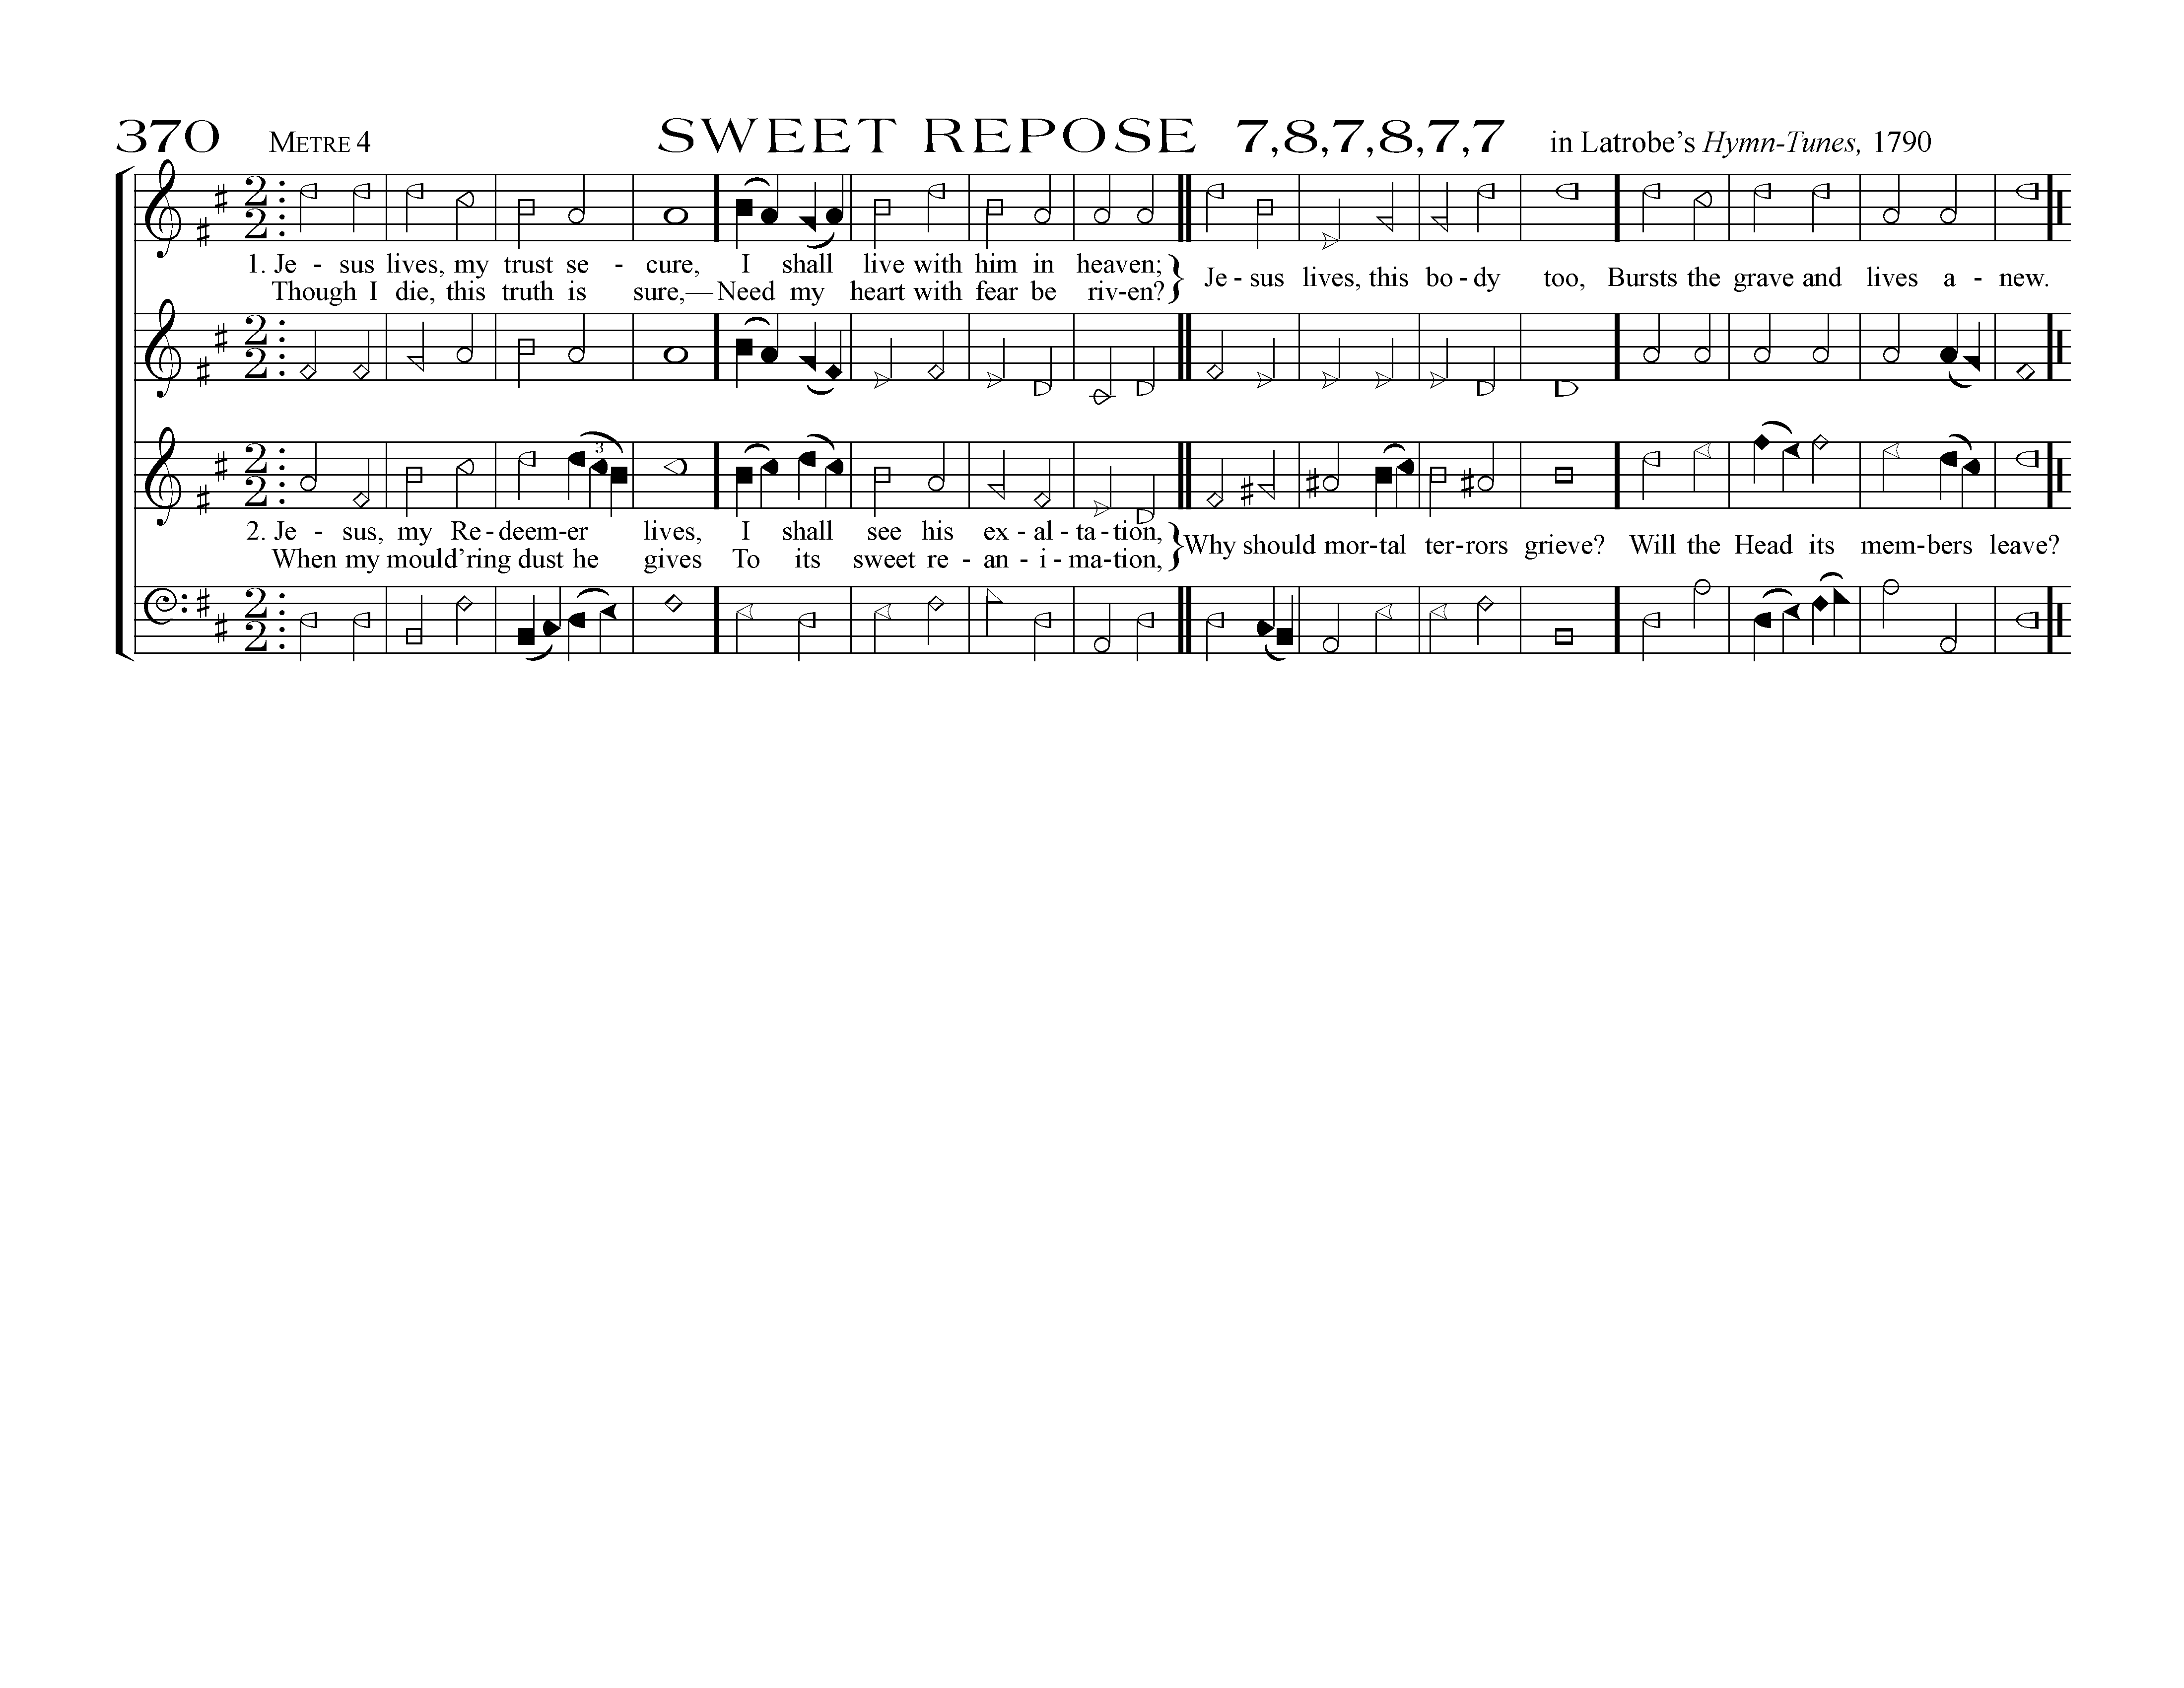 370 METRE 4 SWEET REPOSE 7,8,7,8,7,7 in Latrobe’s Hymn-Tunes, 1790
1. Je - sus lives, my trust se - cure, I shall live with him in heaven;
Though I die, this truth is sure,— Need my heart with fear be riv-en?
Je - sus lives, this bo - dy too, Bursts the grave and lives a - new.
3
2. Je - sus, my Re - deem-er lives, I shall see his ex - al - ta - tion,
When my mould’ring dust he gives To its sweet re - an - i - ma-tion,
Why should mor-tal ter-rors grieve? Will the Head its mem-bers leave?